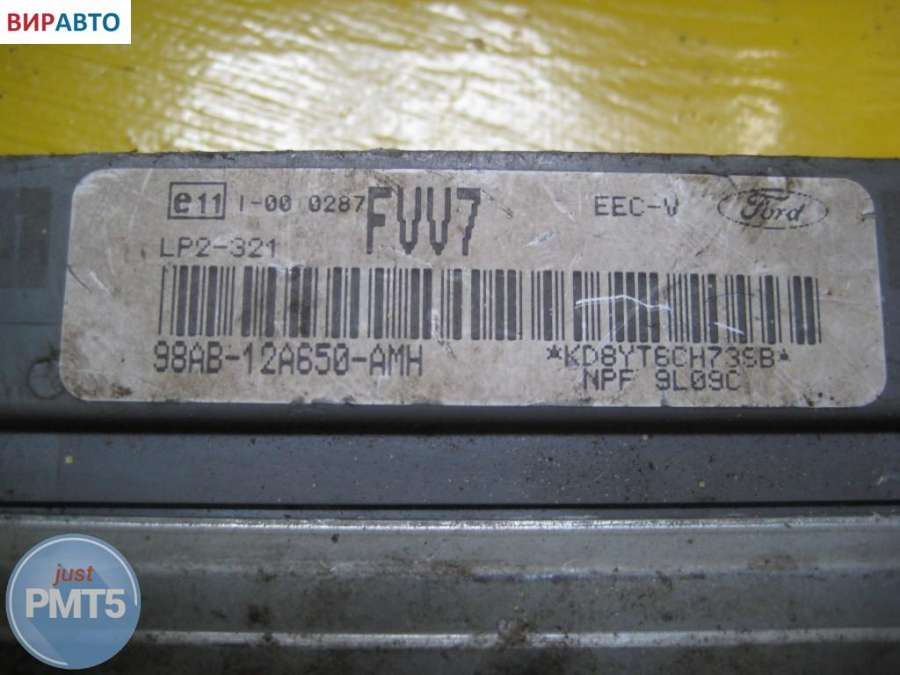 ВИРАВТО
e11 I-00 0287 FVV7 EEC-V Ford
LP2-321
98AB-12A650-AMH *KD8YT6CH739B*
NPF 9L09C
just
PMT5